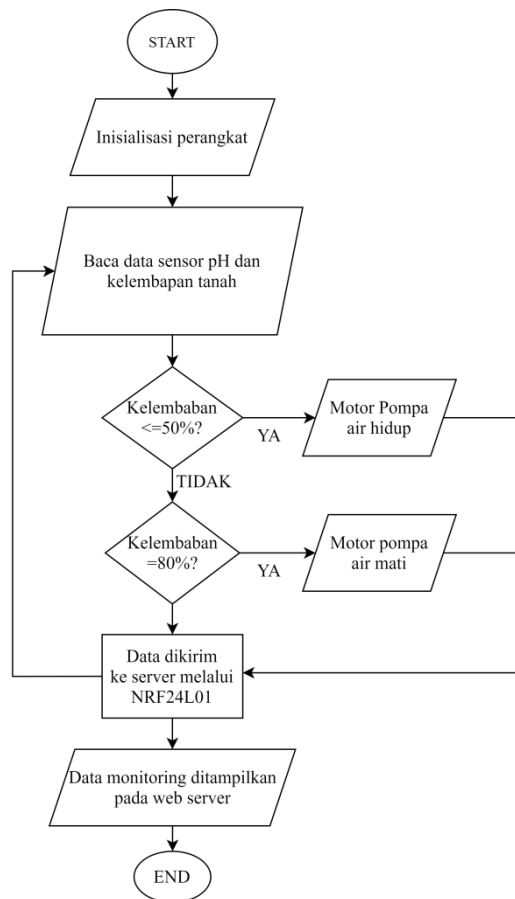 START
Inisialisasi perangkat
Baca data sensor pH dan
kelembapan tanah
Kelembaban
<=50%?
YA
Motor Pompa
air hidup
TIDAK
Kelembaban
=80%?
YA
Motor pompa
air mati
Data dikirim
ke server melalui
NRF24L01
Data monitoring ditampilkan
pada web server
END